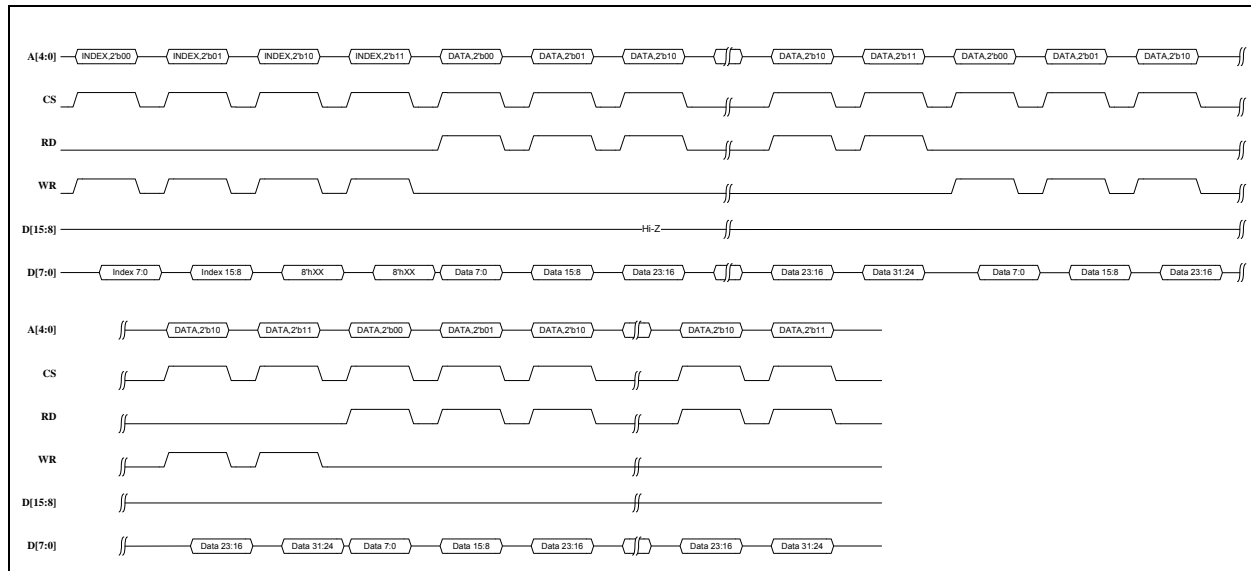 A[4:0] INDEX,2'b00 INDEX,2'b01 INDEX,2'b10 INDEX,2'b11 DATA,2'b00 DATA,2'b01 DATA,2'b10 DATA,2'b10 DATA,2'b11 DATA,2'b00 DATA,2'b01 DATA,2'b10
CS
RD
WR
D[15:8] Hi-Z
D[7:0] Index 7:0 Index 15:8 8'hXX 8'hXX Data 7:0 Data 15:8 Data 23:16 Data 23:16 Data 31:24 Data 7:0 Data 15:8 Data 23:16
A[4:0] DATA,2'b10 DATA,2'b11 DATA,2'b00 DATA,2'b01 DATA,2'b10 DATA,2'b10 DATA,2'b11
CS
RD
WR
D[15:8]
D[7:0] Data 23:16 Data 31:24 Data 7:0 Data 15:8 Data 23:16 Data 23:16 Data 31:24